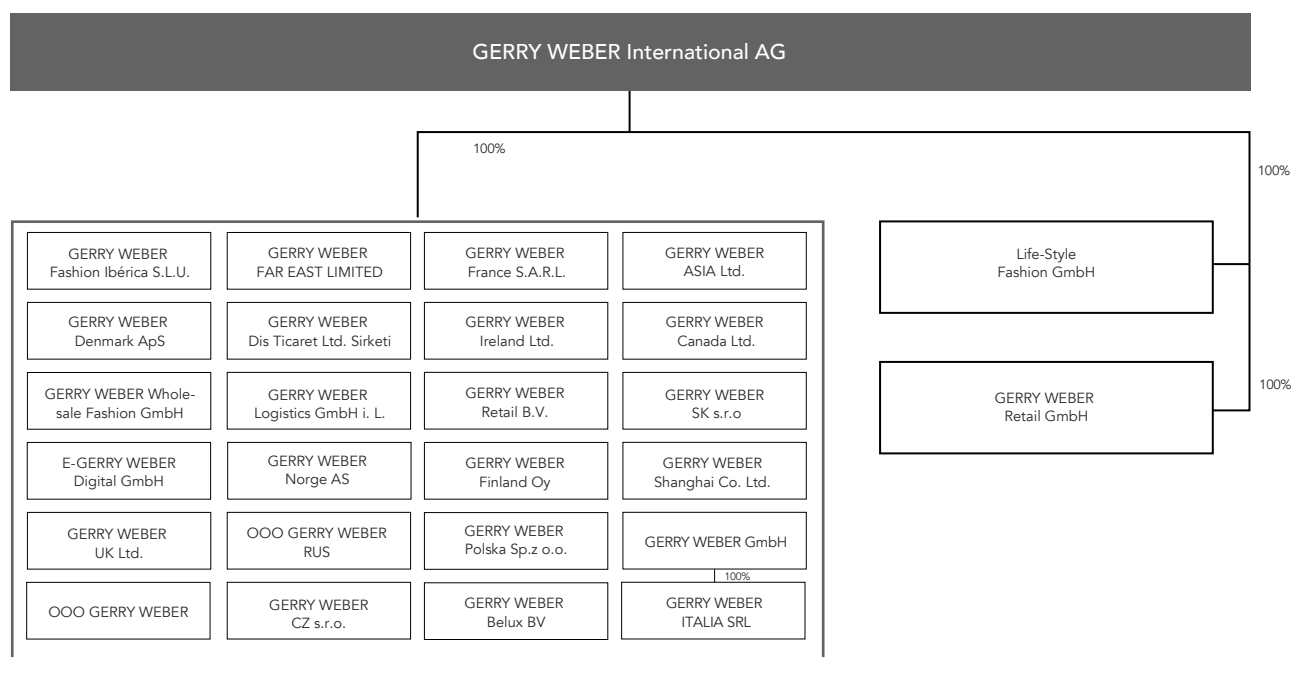 GERRY WEBER International AG
100%
100%
GERRY WEBER
Fashion Ibérica S.L.U.
GERRY WEBER
FAR EAST LIMITED
GERRY WEBER
France S.A.R.L.
GERRY WEBER
ASIA Ltd.
Life-Style
Fashion GmbH
GERRY WEBER
Denmark ApS
GERRY WEBER
Dis Ticaret Ltd. Sirketi
GERRY WEBER
Ireland Ltd.
GERRY WEBER
Canada Ltd.
100%
GERRY WEBER Whole-
sale Fashion GmbH
GERRY WEBER
Logistics GmbH i. L.
GERRY WEBER
Retail B.V.
GERRY WEBER
SK s.r.o
GERRY WEBER
Retail GmbH
E-GERRY WEBER
Digital GmbH
GERRY WEBER
Norge AS
GERRY WEBER
Finland Oy
GERRY WEBER
Shanghai Co. Ltd.
GERRY WEBER
UK Ltd.
OOO GERRY WEBER
RUS
GERRY WEBER
Polska Sp.z o.o.
GERRY WEBER GmbH
100%
OOO GERRY WEBER
GERRY WEBER
CZ s.r.o.
GERRY WEBER
Belux BV
GERRY WEBER
ITALIA SRL